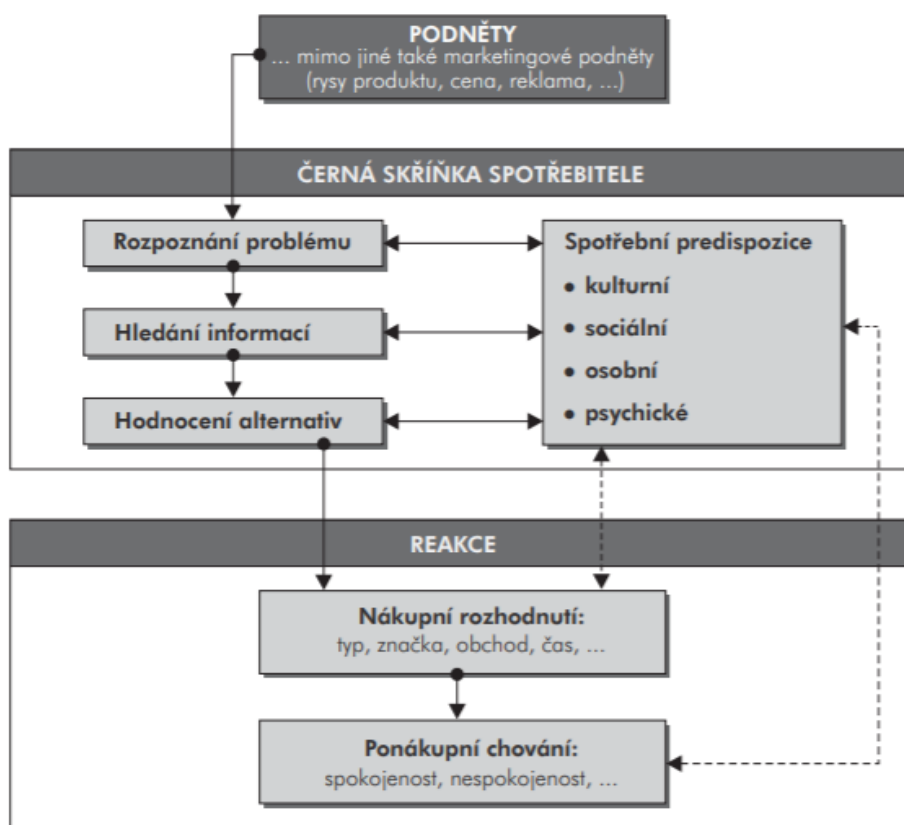 PODNĚTY
... mimo jiné také marketingové podněty
(rysy produktu, cena, reklama, ...)
ČERNÁ SKŘÍŇKA SPOTŘEBITELE
Rozpoznání problému
Hledání informací
Hodnocení alternativ
Spotřební predispozice
• kulturní
• sociální
• osobní
• psychické
REAKCE
Nákupní rozhodnutí:
typ, značka, obchod, čas, ...
Ponákupní chování:
spokojenost, nespokojenost, ...